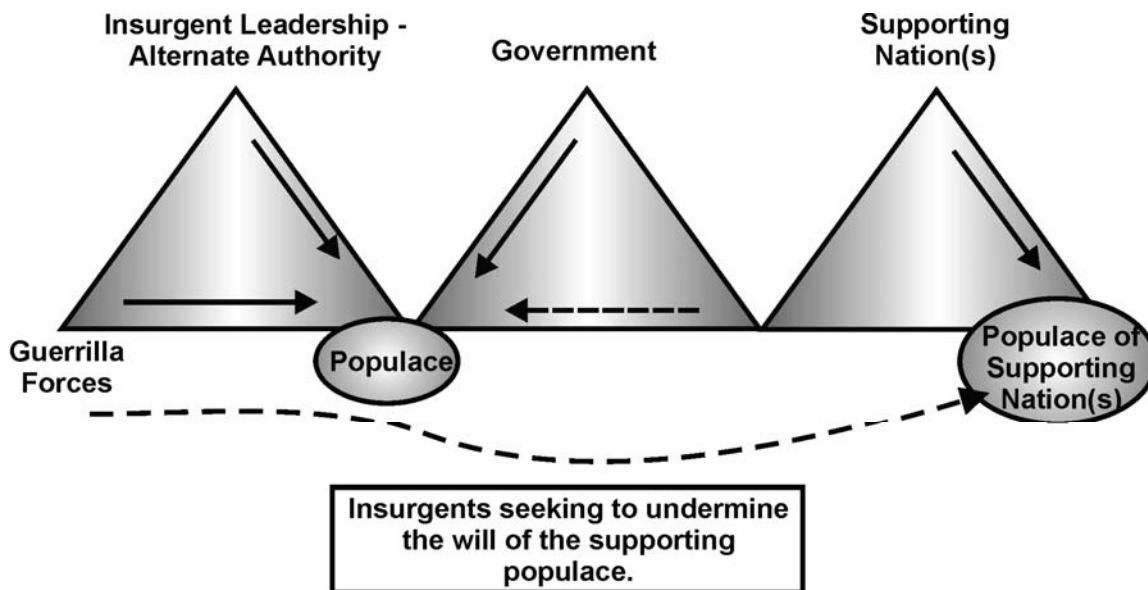 Insurgent Leadership -
Alternate Authority
Government
Supporting
Nation(s)
Guerrilla
Forces
Populace
Populace of
Supporting
Nation(s)
Insurgents seeking to undermine
the will of the supporting
populace.